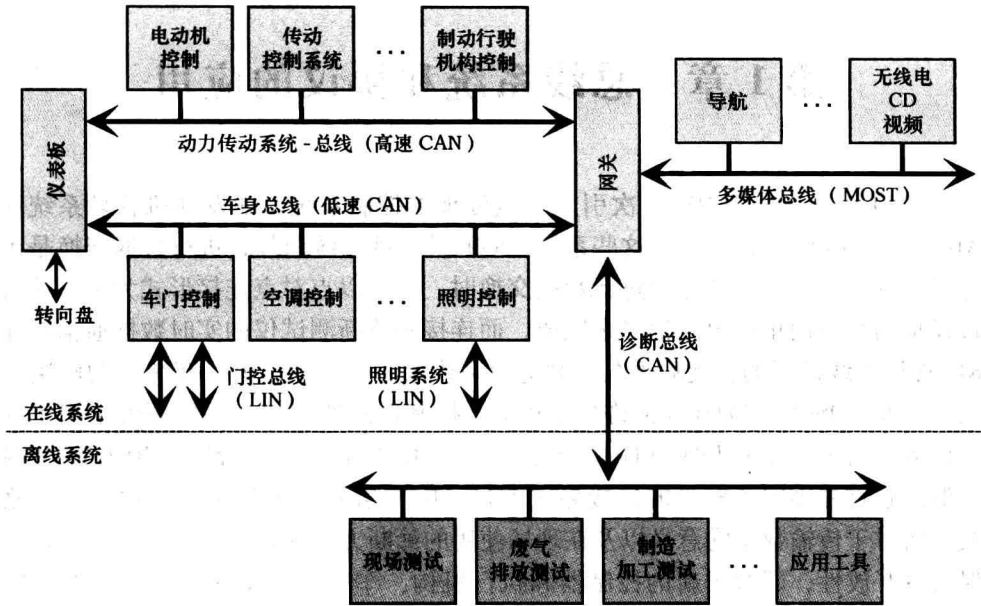 电动机
控制
传动
控制系统
...
制动行驶
机构控制
导航
...
无线电
CD
视频
仪表板
动力传动系统-总线（高速 CAN）
网关
多媒体总线（MOST）
车身总线（低速 CAN）
车门控制
空调控制
...
照明控制
转向盘
门控总线
（LIN）
照明系统
（LIN）
诊断总线
（CAN）
在线系统
离线系统
现场测试
废气
排放测试
制造
加工测试
...
应用工具